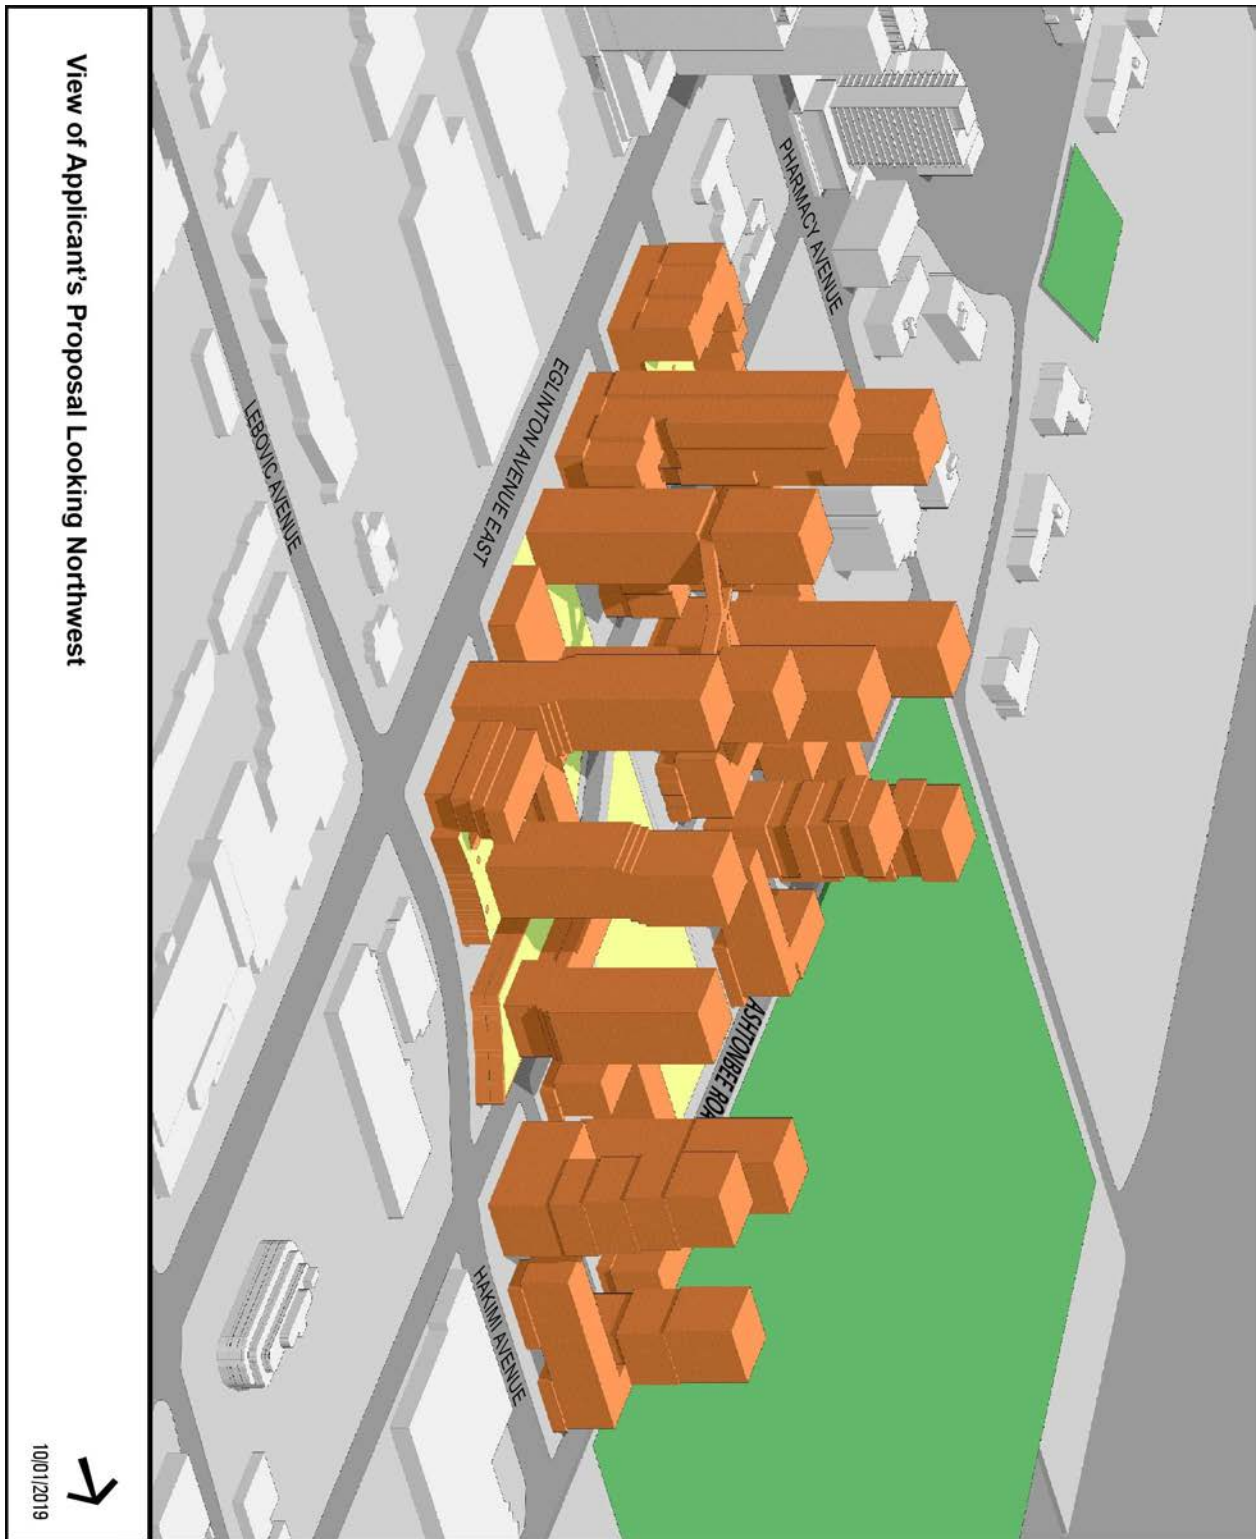 PHARMACY AVENUE
EGLINTON AVENUE EAST
LEBOVIC AVENUE
ASHTONBEE ROA
HAKIMI AVENUE
View of Applicant's Proposal Looking Northwest
10/01/2019